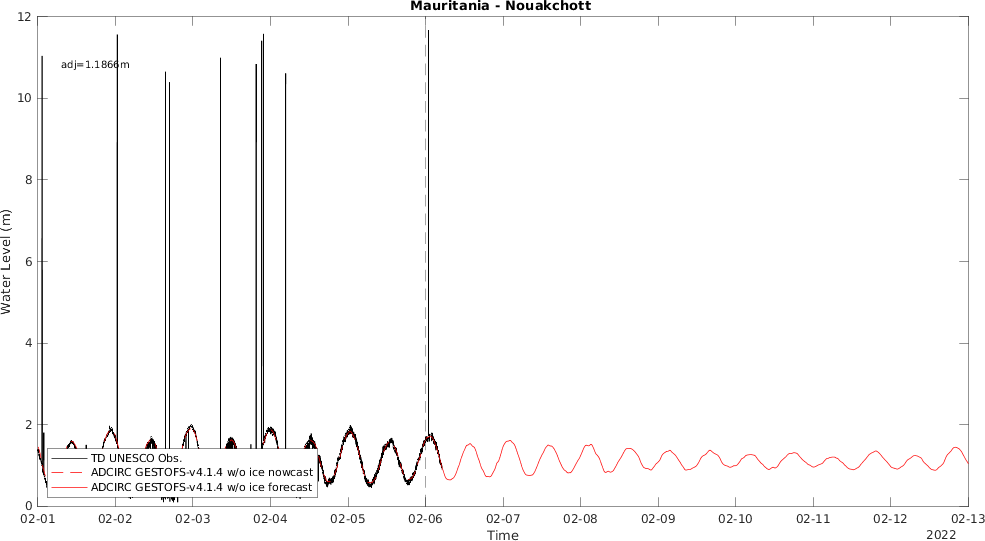 Mauritania - Nouakchott
12
10
8
6
4
2
0
Water Level (m)
adj=1.1866m
TD UNESCO Obs.
ADCIRC GESTOFS-v4.1.4 w/o ice nowcast
ADCIRC GESTOFS-v4.1.4 w/o ice forecast
02-01 02-02 02-03 02-04 02-05 02-06 02-07 02-08 02-09 02-10 02-11 02-12 02-13
Time
2022